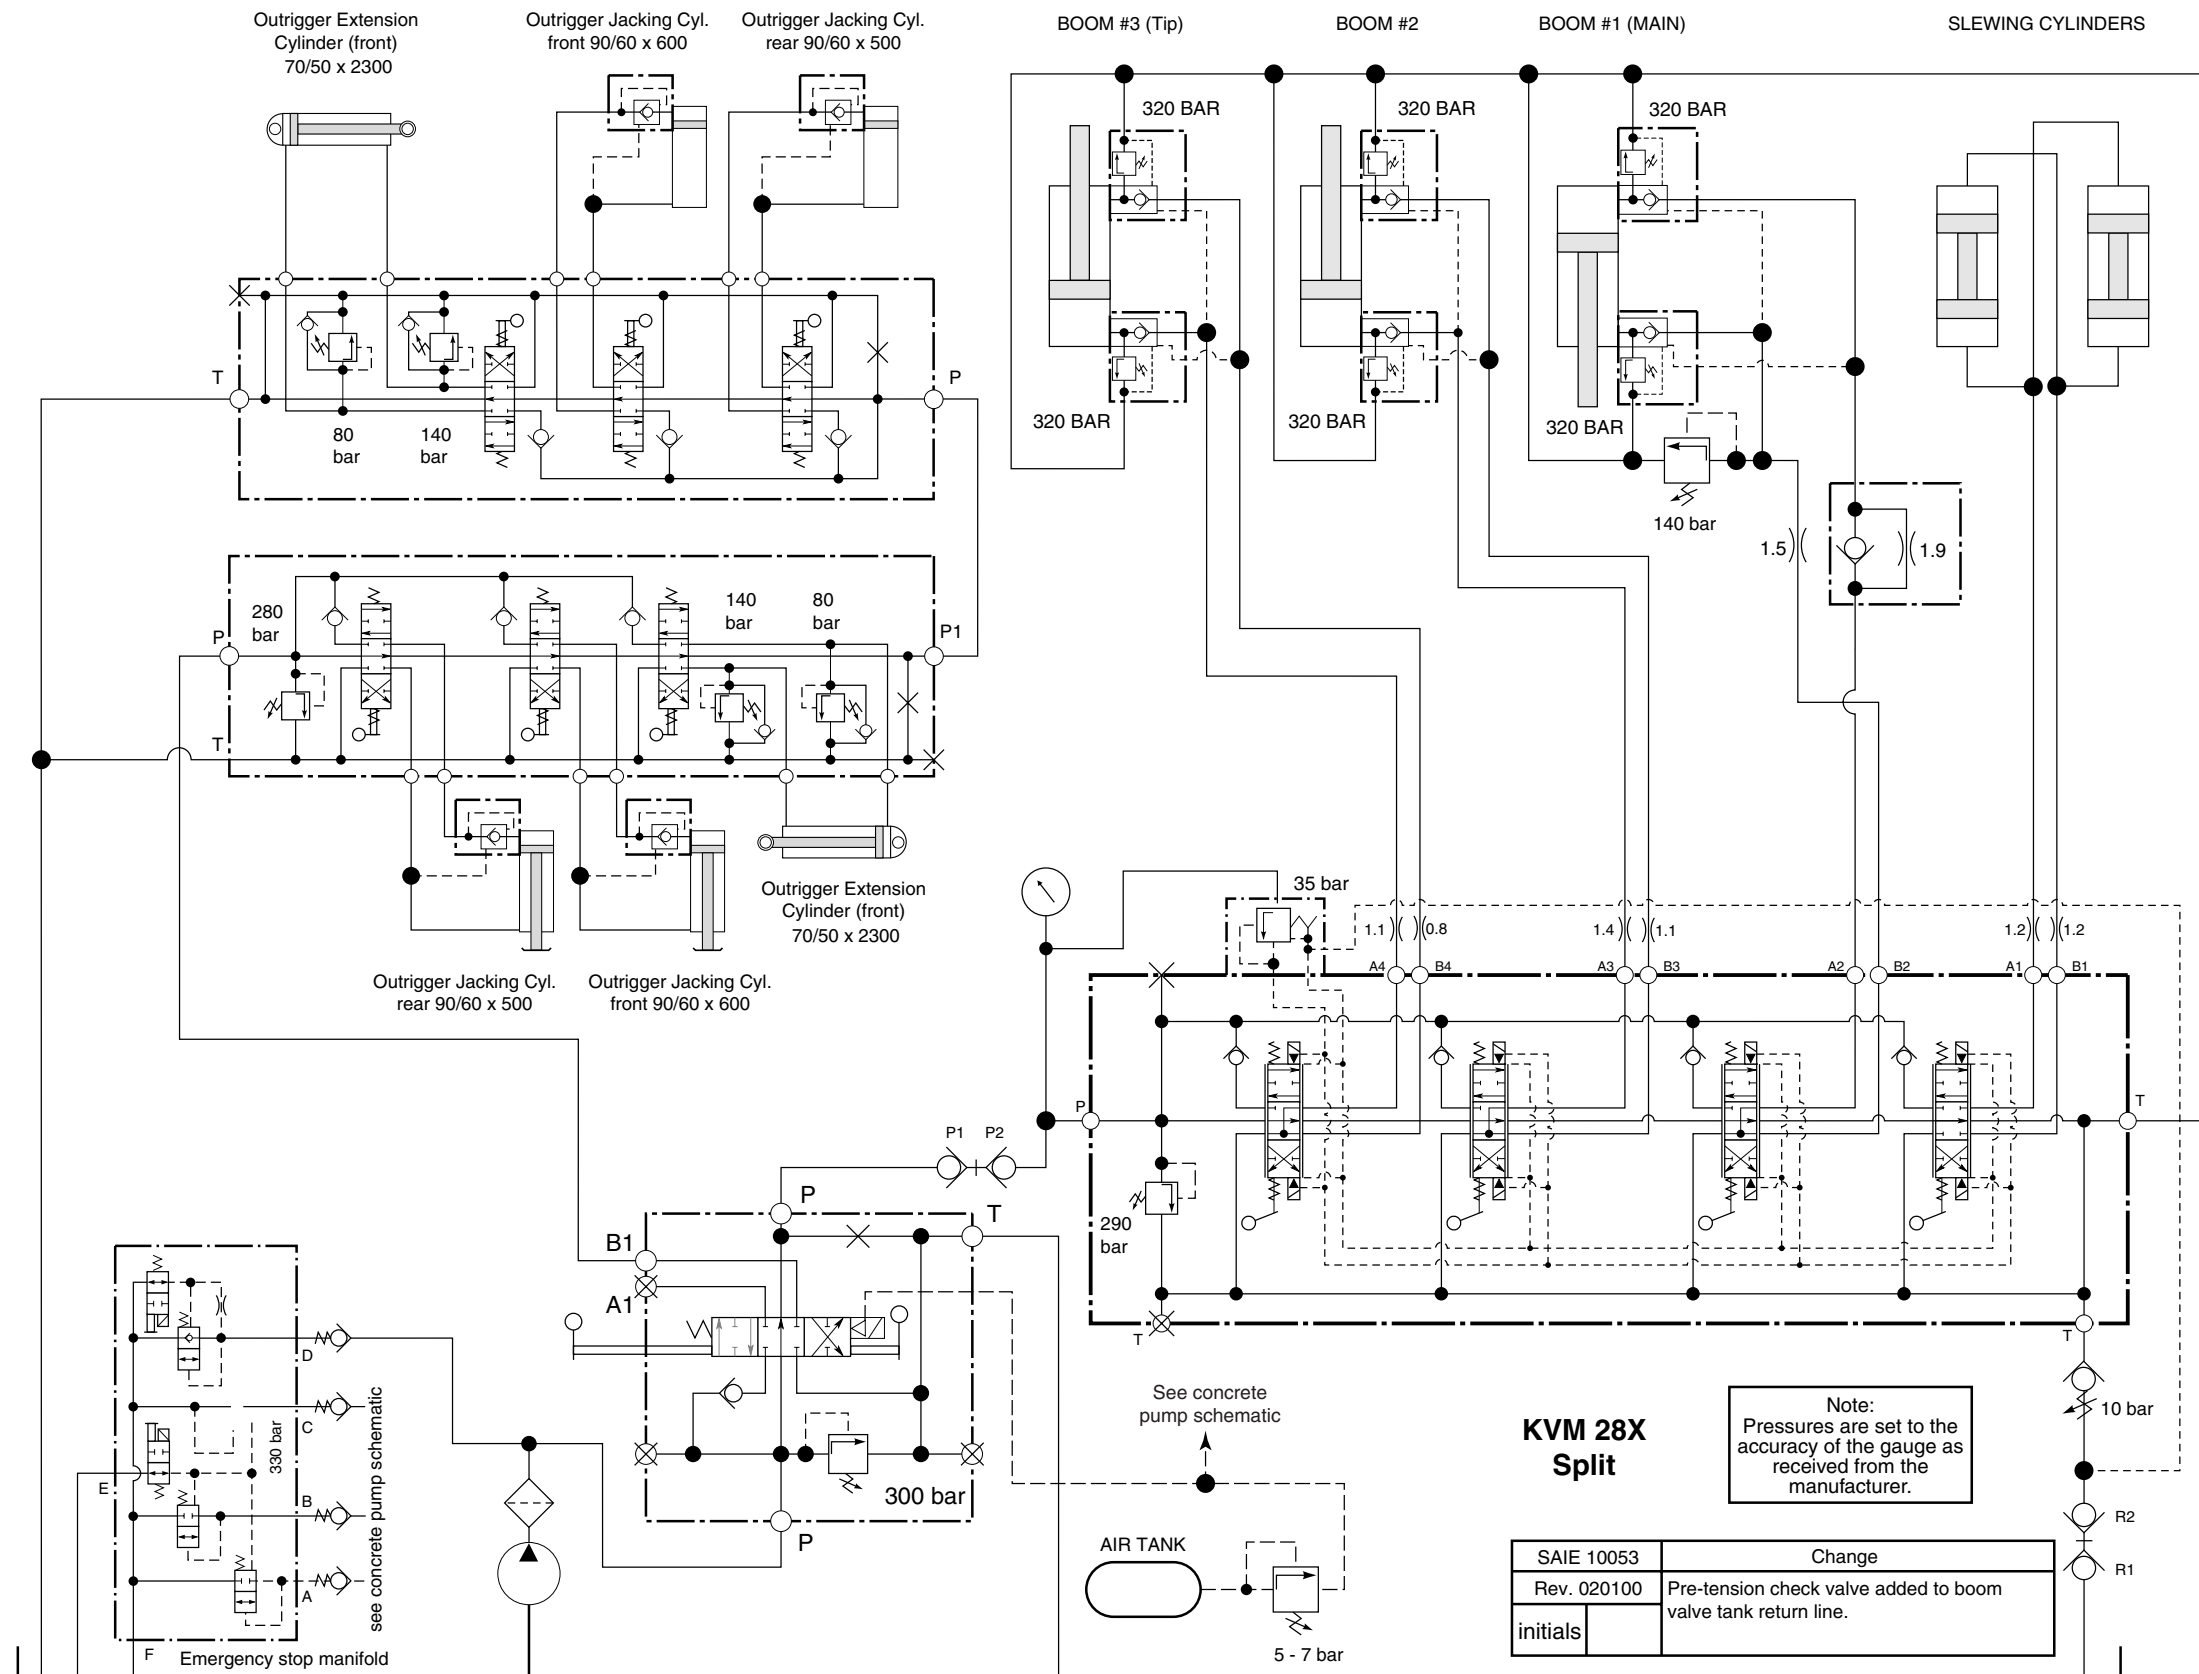 Outrigger Extension
Cylinder (front)
70/50 x 2300
Outrigger Jacking Cyl.
front 90/60 x 600
Outrigger Jacking Cyl.
rear 90/60 x 500
BOOM #3 (Tip)
BOOM #2
BOOM #1 (MAIN)
SLEWING CYLINDERS
320 BAR
320 BAR
320 BAR
320 BAR
320 BAR
320 BAR
140 bar
1.5
1.9
T
P
80
bar
140
bar
280
bar
140
bar
80
bar
P
P1
T
Outrigger Jacking Cyl.
rear 90/60 x 500
Outrigger Jacking Cyl.
front 90/60 x 600
Outrigger Extension
Cylinder (front)
70/50 x 2300
35 bar
1.1
0.8
1.4
1.1
1.2
1.2
A4
B4
A3
B3
A2
B2
A1
B1
P
T
290
bar
T
T
P1
P2
P
T
B1
A1
300 bar
P
D
C
330 bar
E
B
A
F
see concrete pump schematic
Emergency stop manifold
See concrete
pump schematic
AIR TANK
5 - 7 bar
KVM 28X
Split
Note:
Pressures are set to the
accuracy of the gauge as
received from the
manufacturer.
10 bar
R2
R1
SAIE 10053
Change
Rev. 020100
Pre-tension check valve added to boom
valve tank return line.
initials